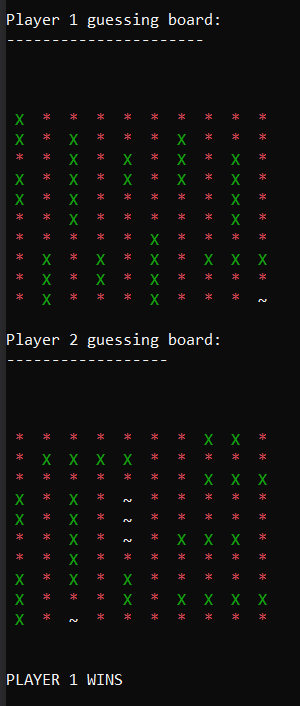 Player 1 guessing board:
----------------------
X * * * * * * * * *
X * X * * * X * * *
* * X * X * X * X *
X * X * X * X * X *
X * X * * * * * X *
* * X * * * * * X *
* * * * * X * * * *
* X * X * X * X X X
* X * X * X * * * *
* X * * * X * * * ~
Player 2 guessing board:
------------------
* * * * * * * X X *
* X X X X * * * * *
* * * * * * * X X X
X * X * ~ * * * * *
X * X * ~ * * * * *
* * X * ~ * X X X *
* * X * * * * * * *
X * X * X * * * * *
X * * * X * X X X X
X * ~ * * * * * * *
PLAYER 1 WINS